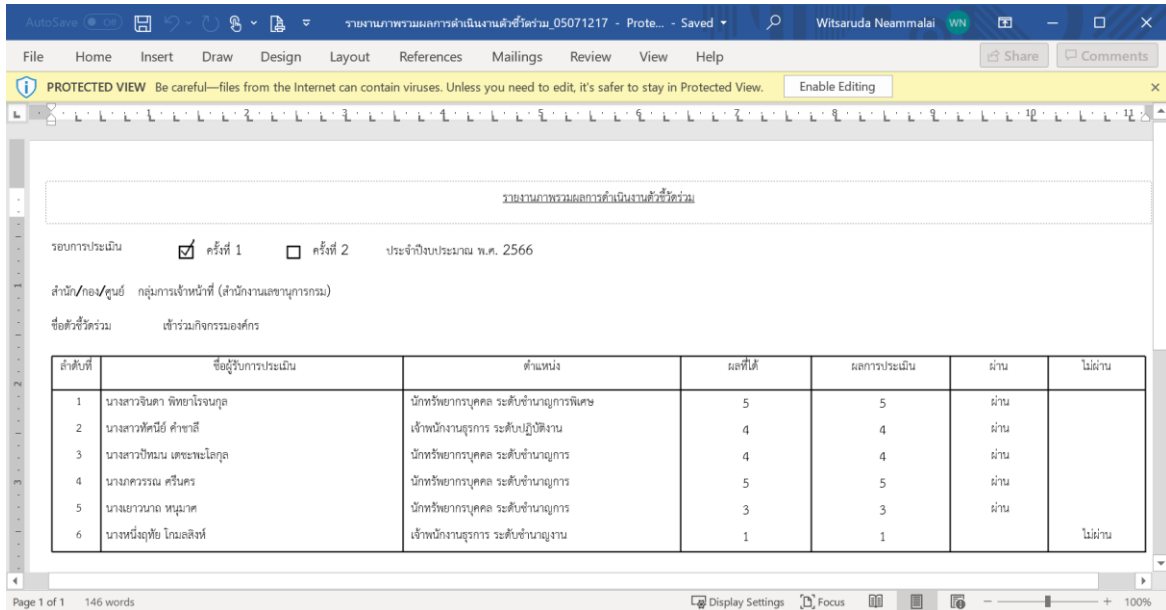 AutoSave Off รายงานภาพรวมผลการดำเนินงานตัวชี้วัดร่วม_05071217 - Prote... - Saved Witsaruda Neammalai WN
File Home Insert Draw Design Layout References Mailings Review View Help Share Comments
PROTECTED VIEW Be careful—files from the Internet can contain viruses. Unless you need to edit, it's safer to stay in Protected View. Enable Editing
1 2 3 4 5 6 7 8 9 10 11
รายงานภาพรวมผลการดำเนินงานตัวชี้วัดร่วม
รอบการประเมิน ครั้งที่ 1 ครั้งที่ 2 ประจำปีงบประมาณ พ.ศ. 2566
สำนัก/กอง/ศูนย์ กลุ่มการเจ้าหน้าที่ (สำนักงานเลขานุการกรม)
ชื่อตัวชี้วัดร่วม เข้าร่วมกิจกรรมองค์กร
ลำดับที่ ชื่อผู้รับการประเมิน ตำแหน่ง ผลที่ได้ ผลการประเมิน ผ่าน ไม่ผ่าน
1 นางสาวจินดา พิทยาโรจนกุล นักทรัพยากรบุคคล ระดับชำนาญการพิเศษ 5 5 ผ่าน
2 นางสาวทัศนีย์ คำชาลี เจ้าพนักงานธุรการ ระดับปฏิบัติงาน 4 4 ผ่าน
3 นางสาวปัทมน เตชะพะโลกุล นักทรัพยากรบุคคล ระดับชำนาญการ 4 4 ผ่าน
4 นางภควรรณ ศรีนคร นักทรัพยากรบุคคล ระดับชำนาญการ 5 5 ผ่าน
5 นางเยาวนาถ หนุมาศ นักทรัพยากรบุคคล ระดับชำนาญการ 3 3 ผ่าน
6 นางหนึ่งฤทัย โกมลสิงห์ เจ้าพนักงานธุรการ ระดับชำนาญงาน 1 1 ไม่ผ่าน
Page 1 of 1 146 words Display Settings Focus 100%